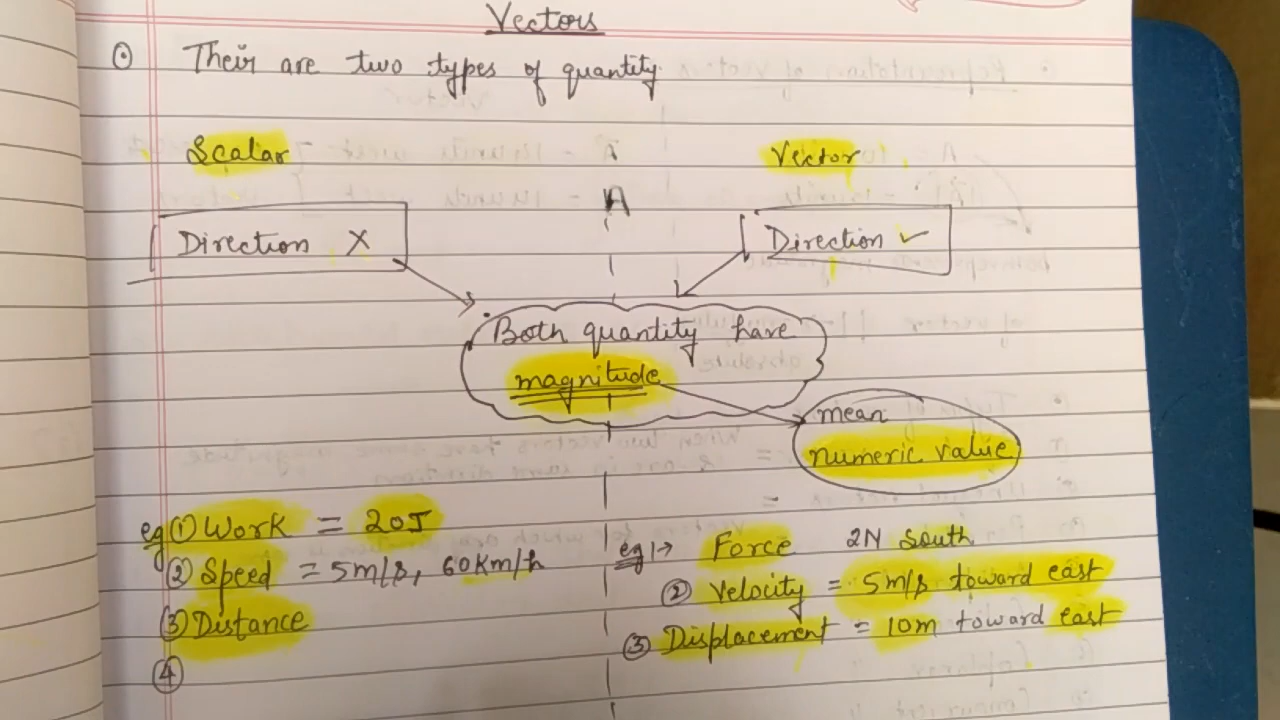 Vectors
Their are two types of quantity.
Scalar
Vector
A
Direction X
Direction ✓
Both quantity have
magnitude
mean
numeric value
eg ① Work = 20J
② Speed = 5m/s, 60km/h
③ Distance
④
eg 1→ Force 2N South
② Velocity = 5m/s toward east
③ Displacement = 10m toward east